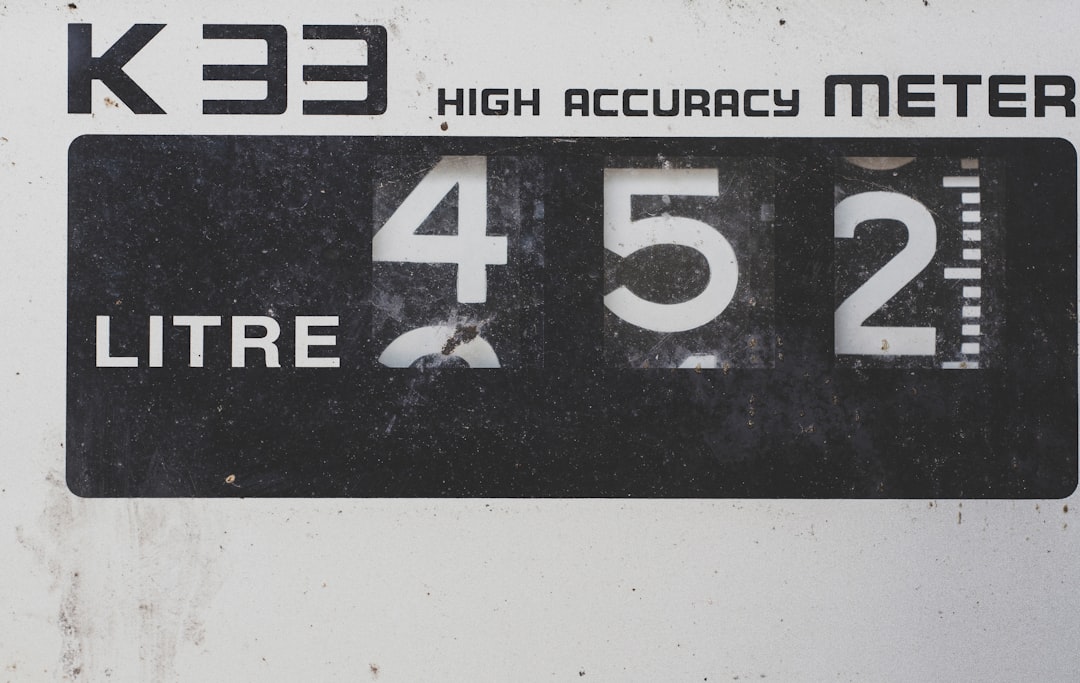 K33 HIGH ACCURACY METER
LITRE 452